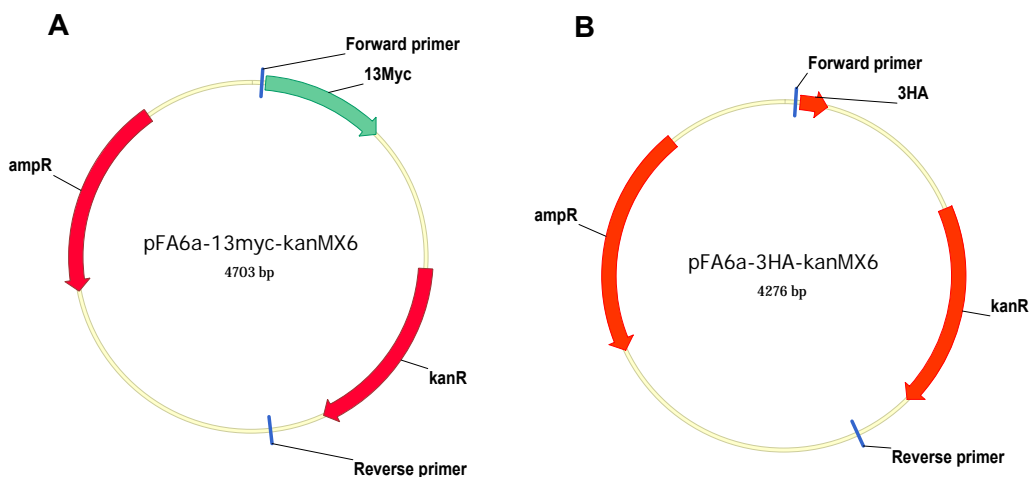 A
Forward primer
13Myc
ampR
pFA6a-13myc-kanMX6
4703 bp
kanR
Reverse primer
B
Forward primer
3HA
ampR
pFA6a-3HA-kanMX6
4276 bp
kanR
Reverse primer